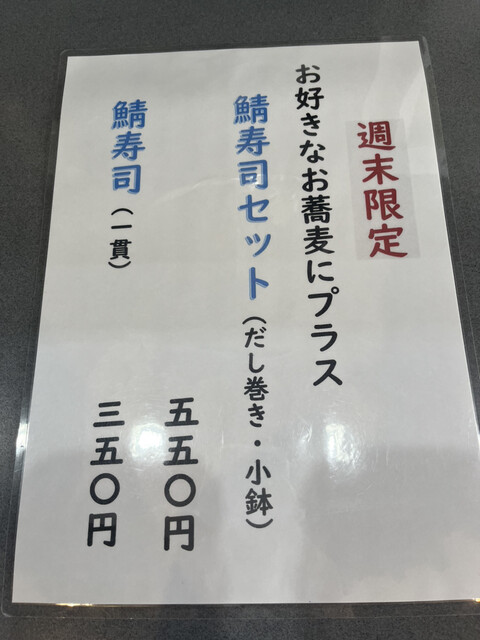 週末限定
お好きなお蕎麦にプラス
鯖寿司セット(だし巻き・小鉢)
五五〇円
鯖寿司(一貫)
三五〇円